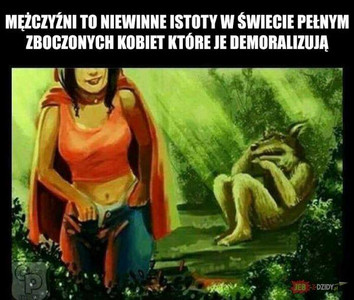 MĘŻCZYŹNI TO NIEWINNE ISTOTY W ŚWIECIE PEŁNYM
ZBOCZONYCH KOBIET KTÓRE JE DEMORALIZUJĄ